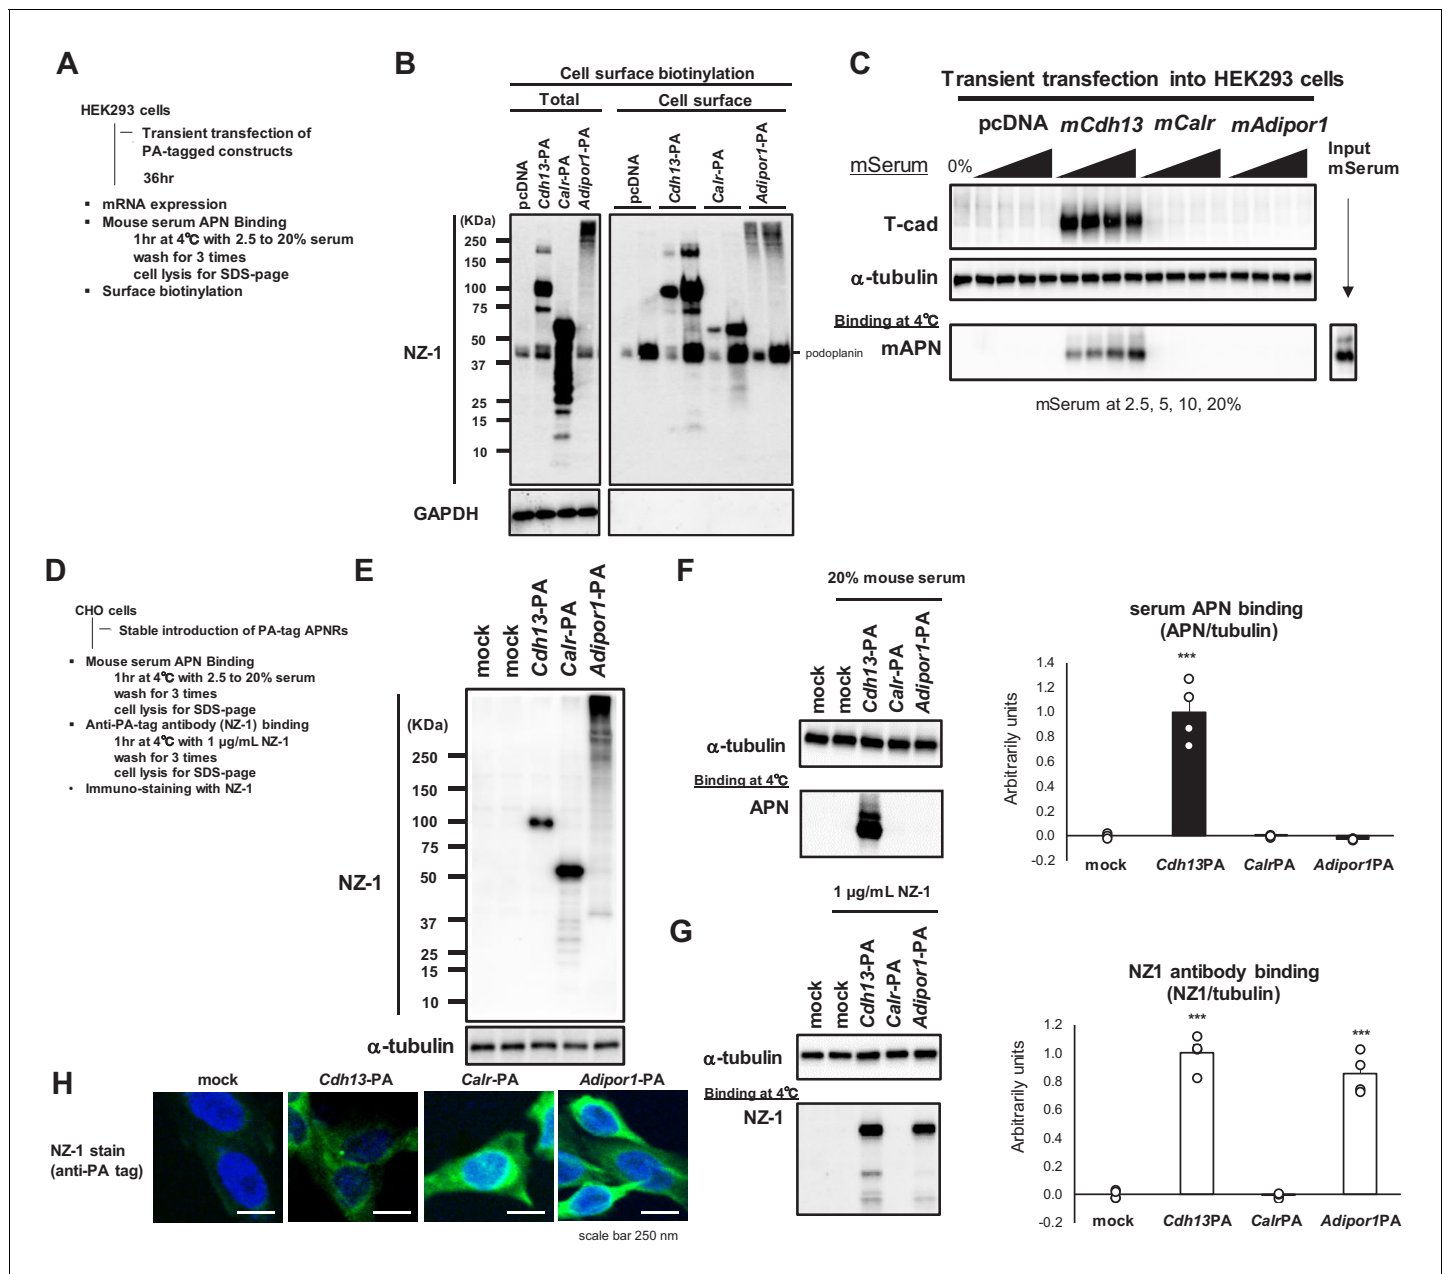 A
HEK293 cells
Transient transfection of
PA-tagged constructs
36hr
▪ mRNA expression
▪ Mouse serum APN Binding
1hr at 4℃ with 2.5 to 20% serum
wash for 3 times
cell lysis for SDS-page
▪ Surface biotinylation
B
Cell surface biotinylation
Total
Cell surface
pcDNA
Cdh13-PA
Calr-PA
Adipor1-PA
pcDNA
Cdh13-PA
Calr-PA
Adipor1-PA
(KDa)
250
150
100
75
50
37
25
15
10
NZ-1
podoplanin
GAPDH
C
Transient transfection into HEK293 cells
pcDNA mCdh13 mCalr mAdipor1
mSerum 0%
Input
mSerum
T-cad
α-tubulin
Binding at 4℃
mAPN
mSerum at 2.5, 5, 10, 20%
D
CHO cells
Stable introduction of PA-tag APNRs
▪ Mouse serum APN Binding
1hr at 4℃ with 2.5 to 20% serum
wash for 3 times
cell lysis for SDS-page
▪ Anti-PA-tag antibody (NZ-1) binding
1hr at 4℃ with 1 µg/mL NZ-1
wash for 3 times
cell lysis for SDS-page
• Immuno-staining with NZ-1
E
mock
mock
Cdh13-PA
Calr-PA
Adipor1-PA
(KDa)
250
150
100
75
50
37
25
15
10
NZ-1
α-tubulin
F
20% mouse serum
mock
mock
Cdh13-PA
Calr-PA
Adipor1-PA
α-tubulin
Binding at 4℃
APN
serum APN binding
(APN/tubulin)
Arbitrarily units
1.4
1.2
1.0
0.8
0.6
0.4
0.2
0.0
-0.2
***
mock Cdh13PA CalrPA Adipor1PA
G
1 µg/mL NZ-1
mock
mock
Cdh13-PA
Calr-PA
Adipor1-PA
α-tubulin
Binding at 4℃
NZ-1
NZ1 antibody binding
(NZ1/tubulin)
Arbitrarily units
1.2
1.0
0.8
0.6
0.4
0.2
0.0
-0.2
***
***
mock Cdh13PA CalrPA Adipor1PA
H
mock Cdh13-PA Calr-PA Adipor1-PA
NZ-1 stain
(anti-PA tag)
scale bar 250 nm